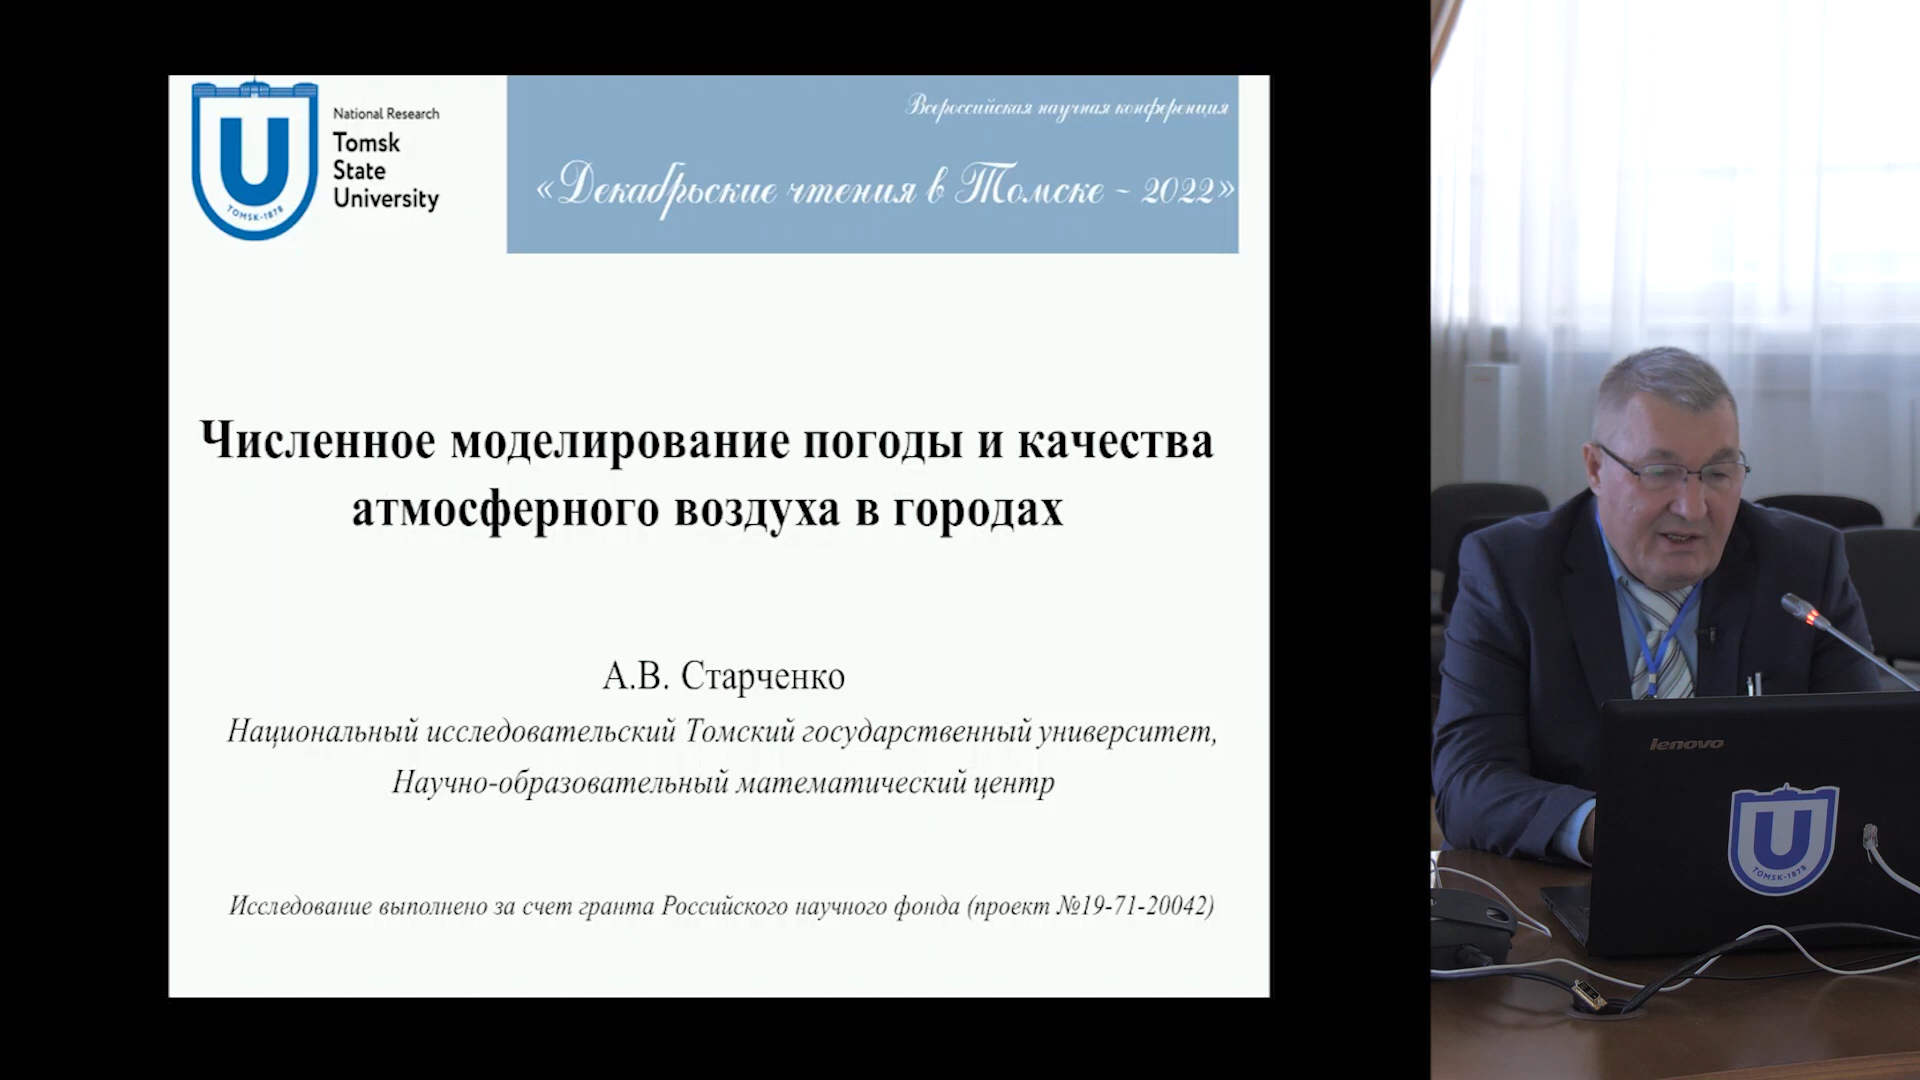 National Research
Tomsk
State
University
TOMSK·1878
Всероссийская научная конференция
«Декабрьские чтения в Томске - 2022»
Численное моделирование погоды и качества
атмосферного воздуха в городах
А.В. Старченко
Национальный исследовательский Томский государственный университет,
Научно-образовательный математический центр
Исследование выполнено за счет гранта Российского научного фонда (проект №19-71-20042)
lenovo
TOMSK·1878